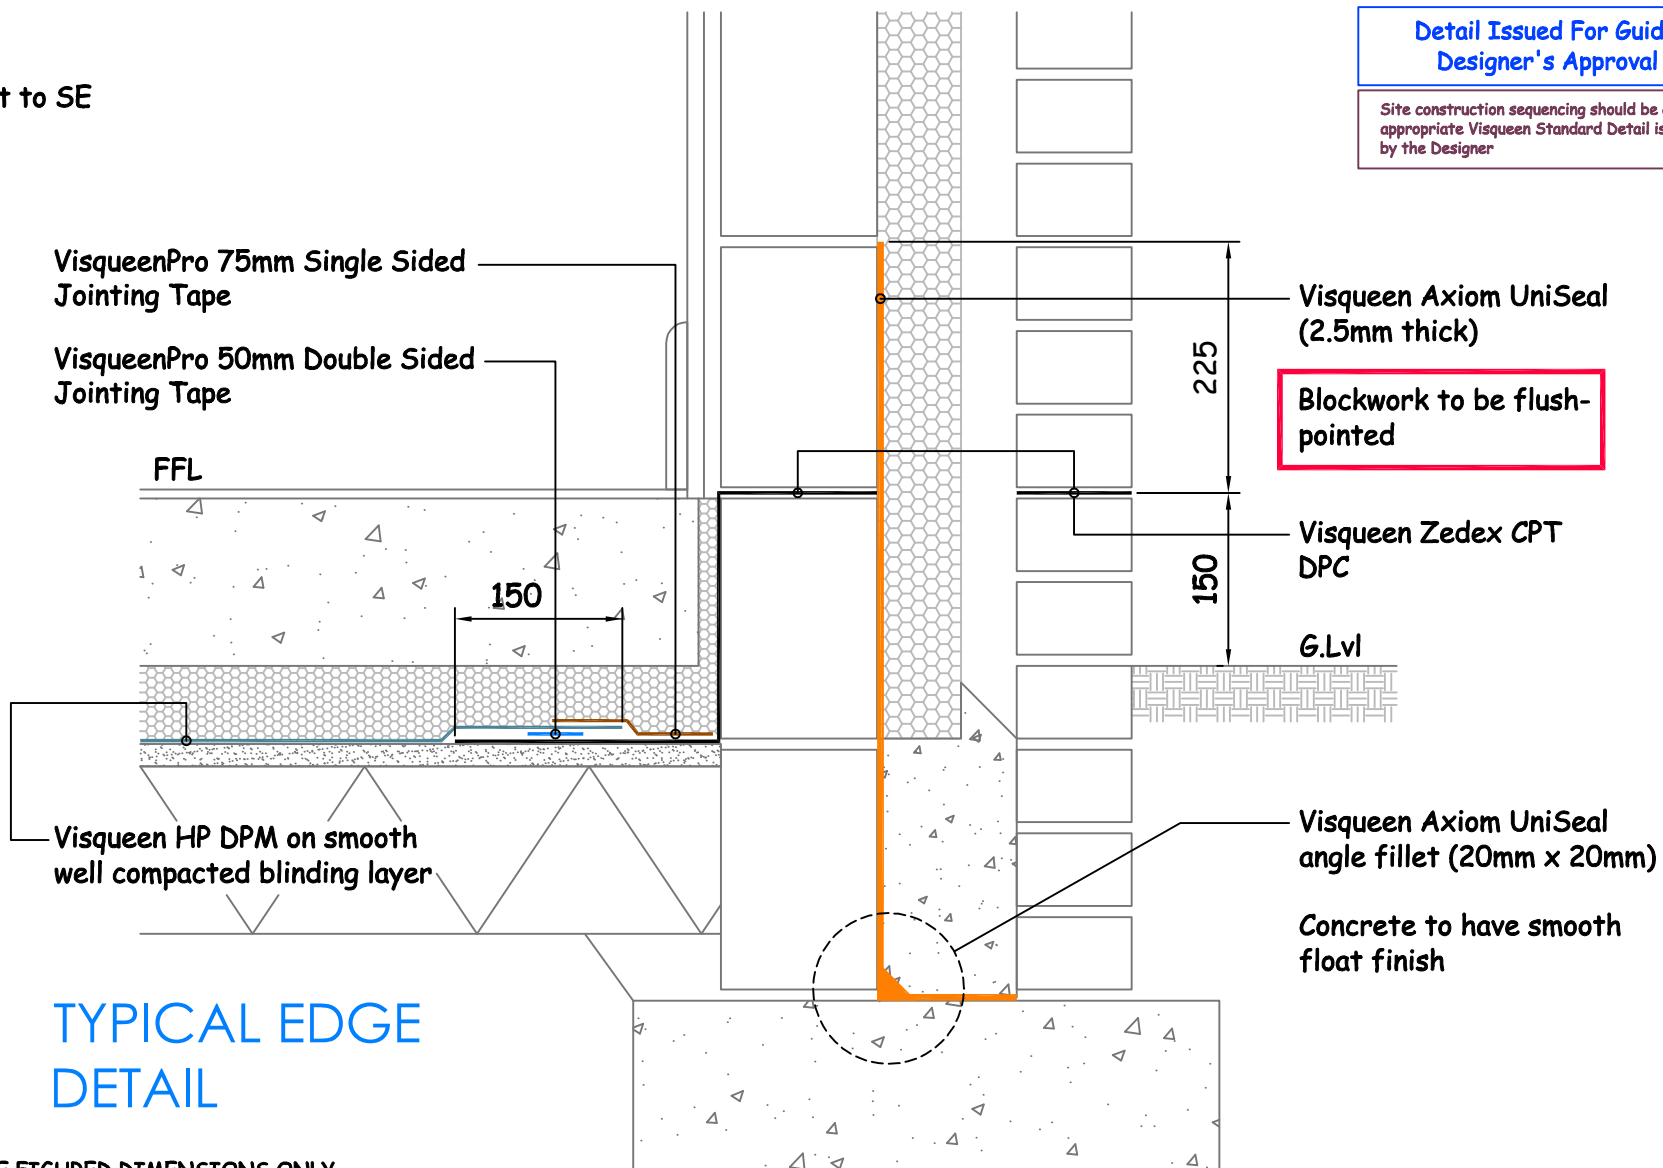 Detail Issued For Guid
Designer's Approval
t to SE
Site construction sequencing should be
appropriate Visqueen Standard Detail is
by the Designer
VisqueenPro 75mm Single Sided
Jointing Tape
VisqueenPro 50mm Double Sided
Jointing Tape
Visqueen Axiom UniSeal
(2.5mm thick)
225
Blockwork to be flush-
pointed
FFL
Visqueen Zedex CPT
DPC
150
150
G.Lvl
Visqueen HP DPM on smooth
well compacted blinding layer
Visqueen Axiom UniSeal
angle fillet (20mm x 20mm)
Concrete to have smooth
float finish
TYPICAL EDGE
DETAIL
FIGURED DIMENSIONS ONLY